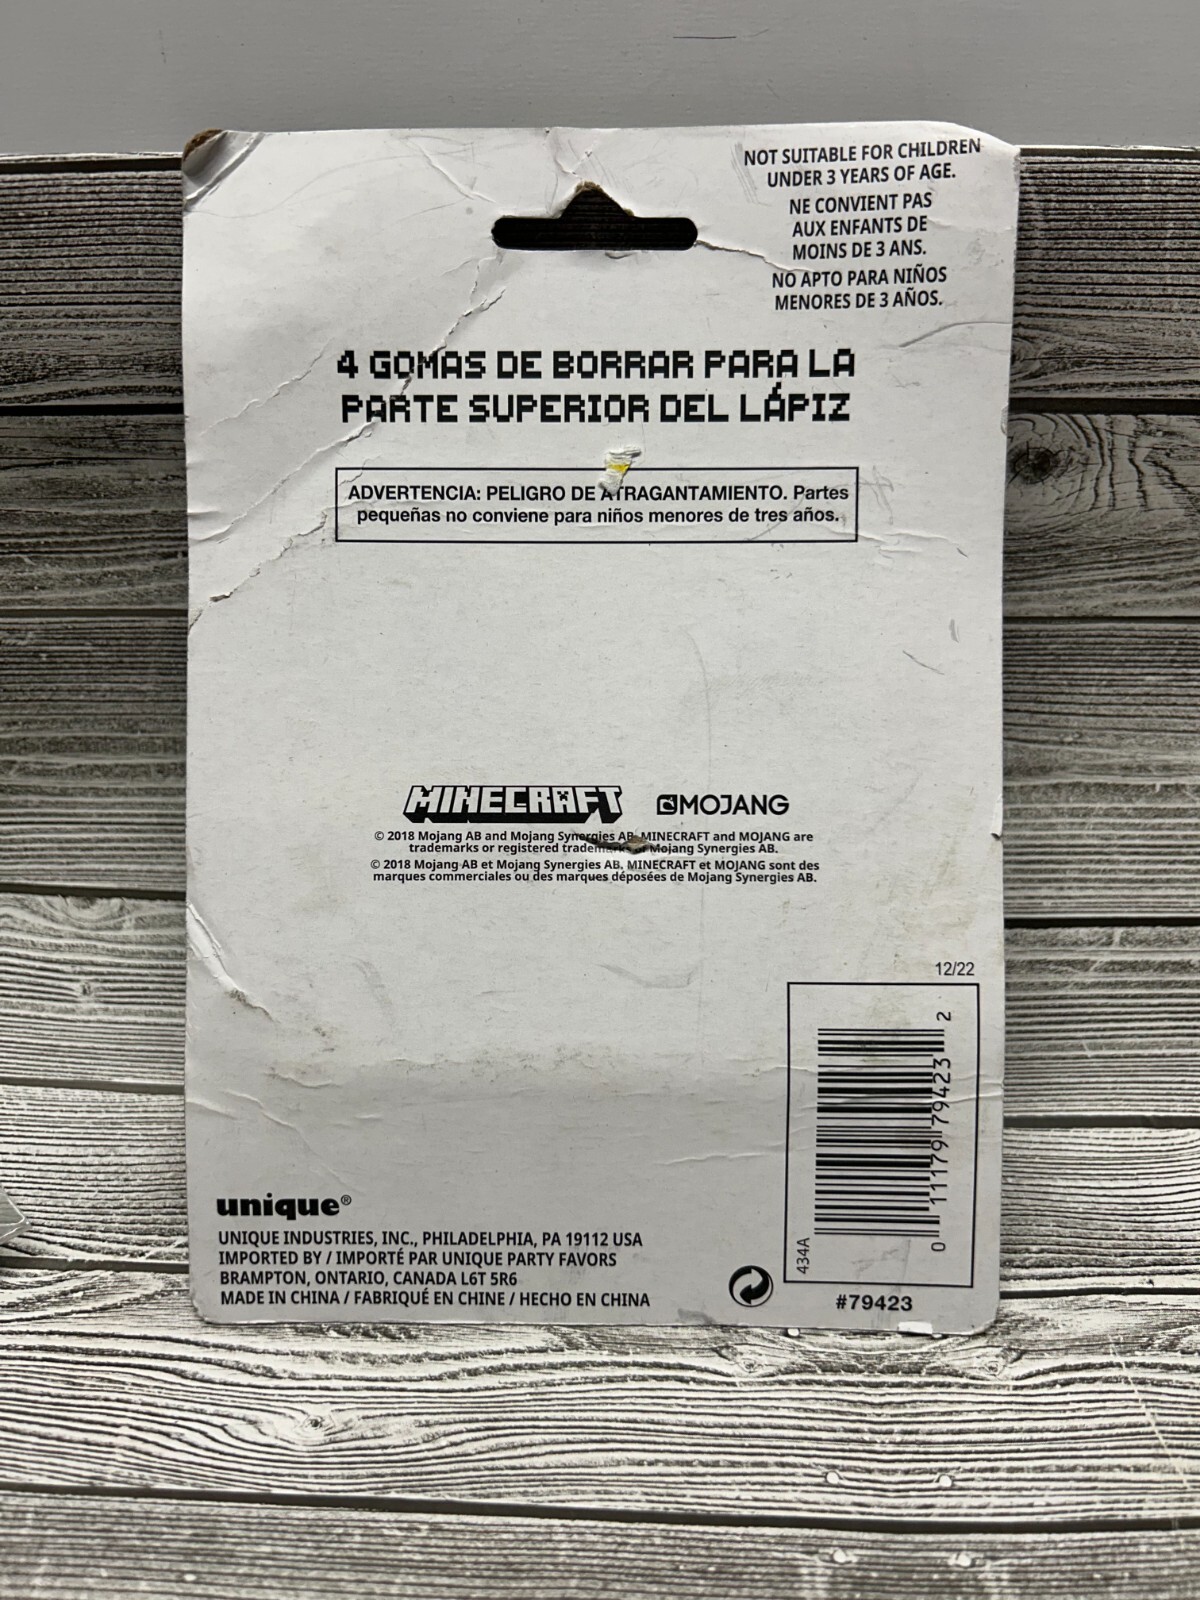 NOT SUITABLE FOR CHILDREN
UNDER 3 YEARS OF AGE.
NE CONVIENT PAS
AUX ENFANTS DE
MOINS DE 3 ANS.
NO APTO PARA NIÑOS
MENORES DE 3 AÑOS.
4 GOMAS DE BORRAR PARA LA
PARTE SUPERIOR DEL LÁPIZ
ADVERTENCIA: PELIGRO DE ATRAGANTAMIENTO. Partes
pequeñas no conviene para niños menores de tres años.
MINECRAFT MOJANG
© 2018 Mojang AB and Mojang Synergies AB. MINECRAFT and MOJANG are
trademarks or registered trademarks of Mojang Synergies AB.
© 2018 Mojang AB et Mojang Synergies AB. MINECRAFT et MOJANG sont des
marques commerciales ou des marques déposées de Mojang Synergies AB.
12/22
0 11179 79423 2
434A
#79423
unique®
UNIQUE INDUSTRIES, INC., PHILADELPHIA, PA 19112 USA
IMPORTED BY / IMPORTÉ PAR UNIQUE PARTY FAVORS
BRAMPTON, ONTARIO, CANADA L6T 5R6
MADE IN CHINA / FABRIQUÉ EN CHINE / HECHO EN CHINA